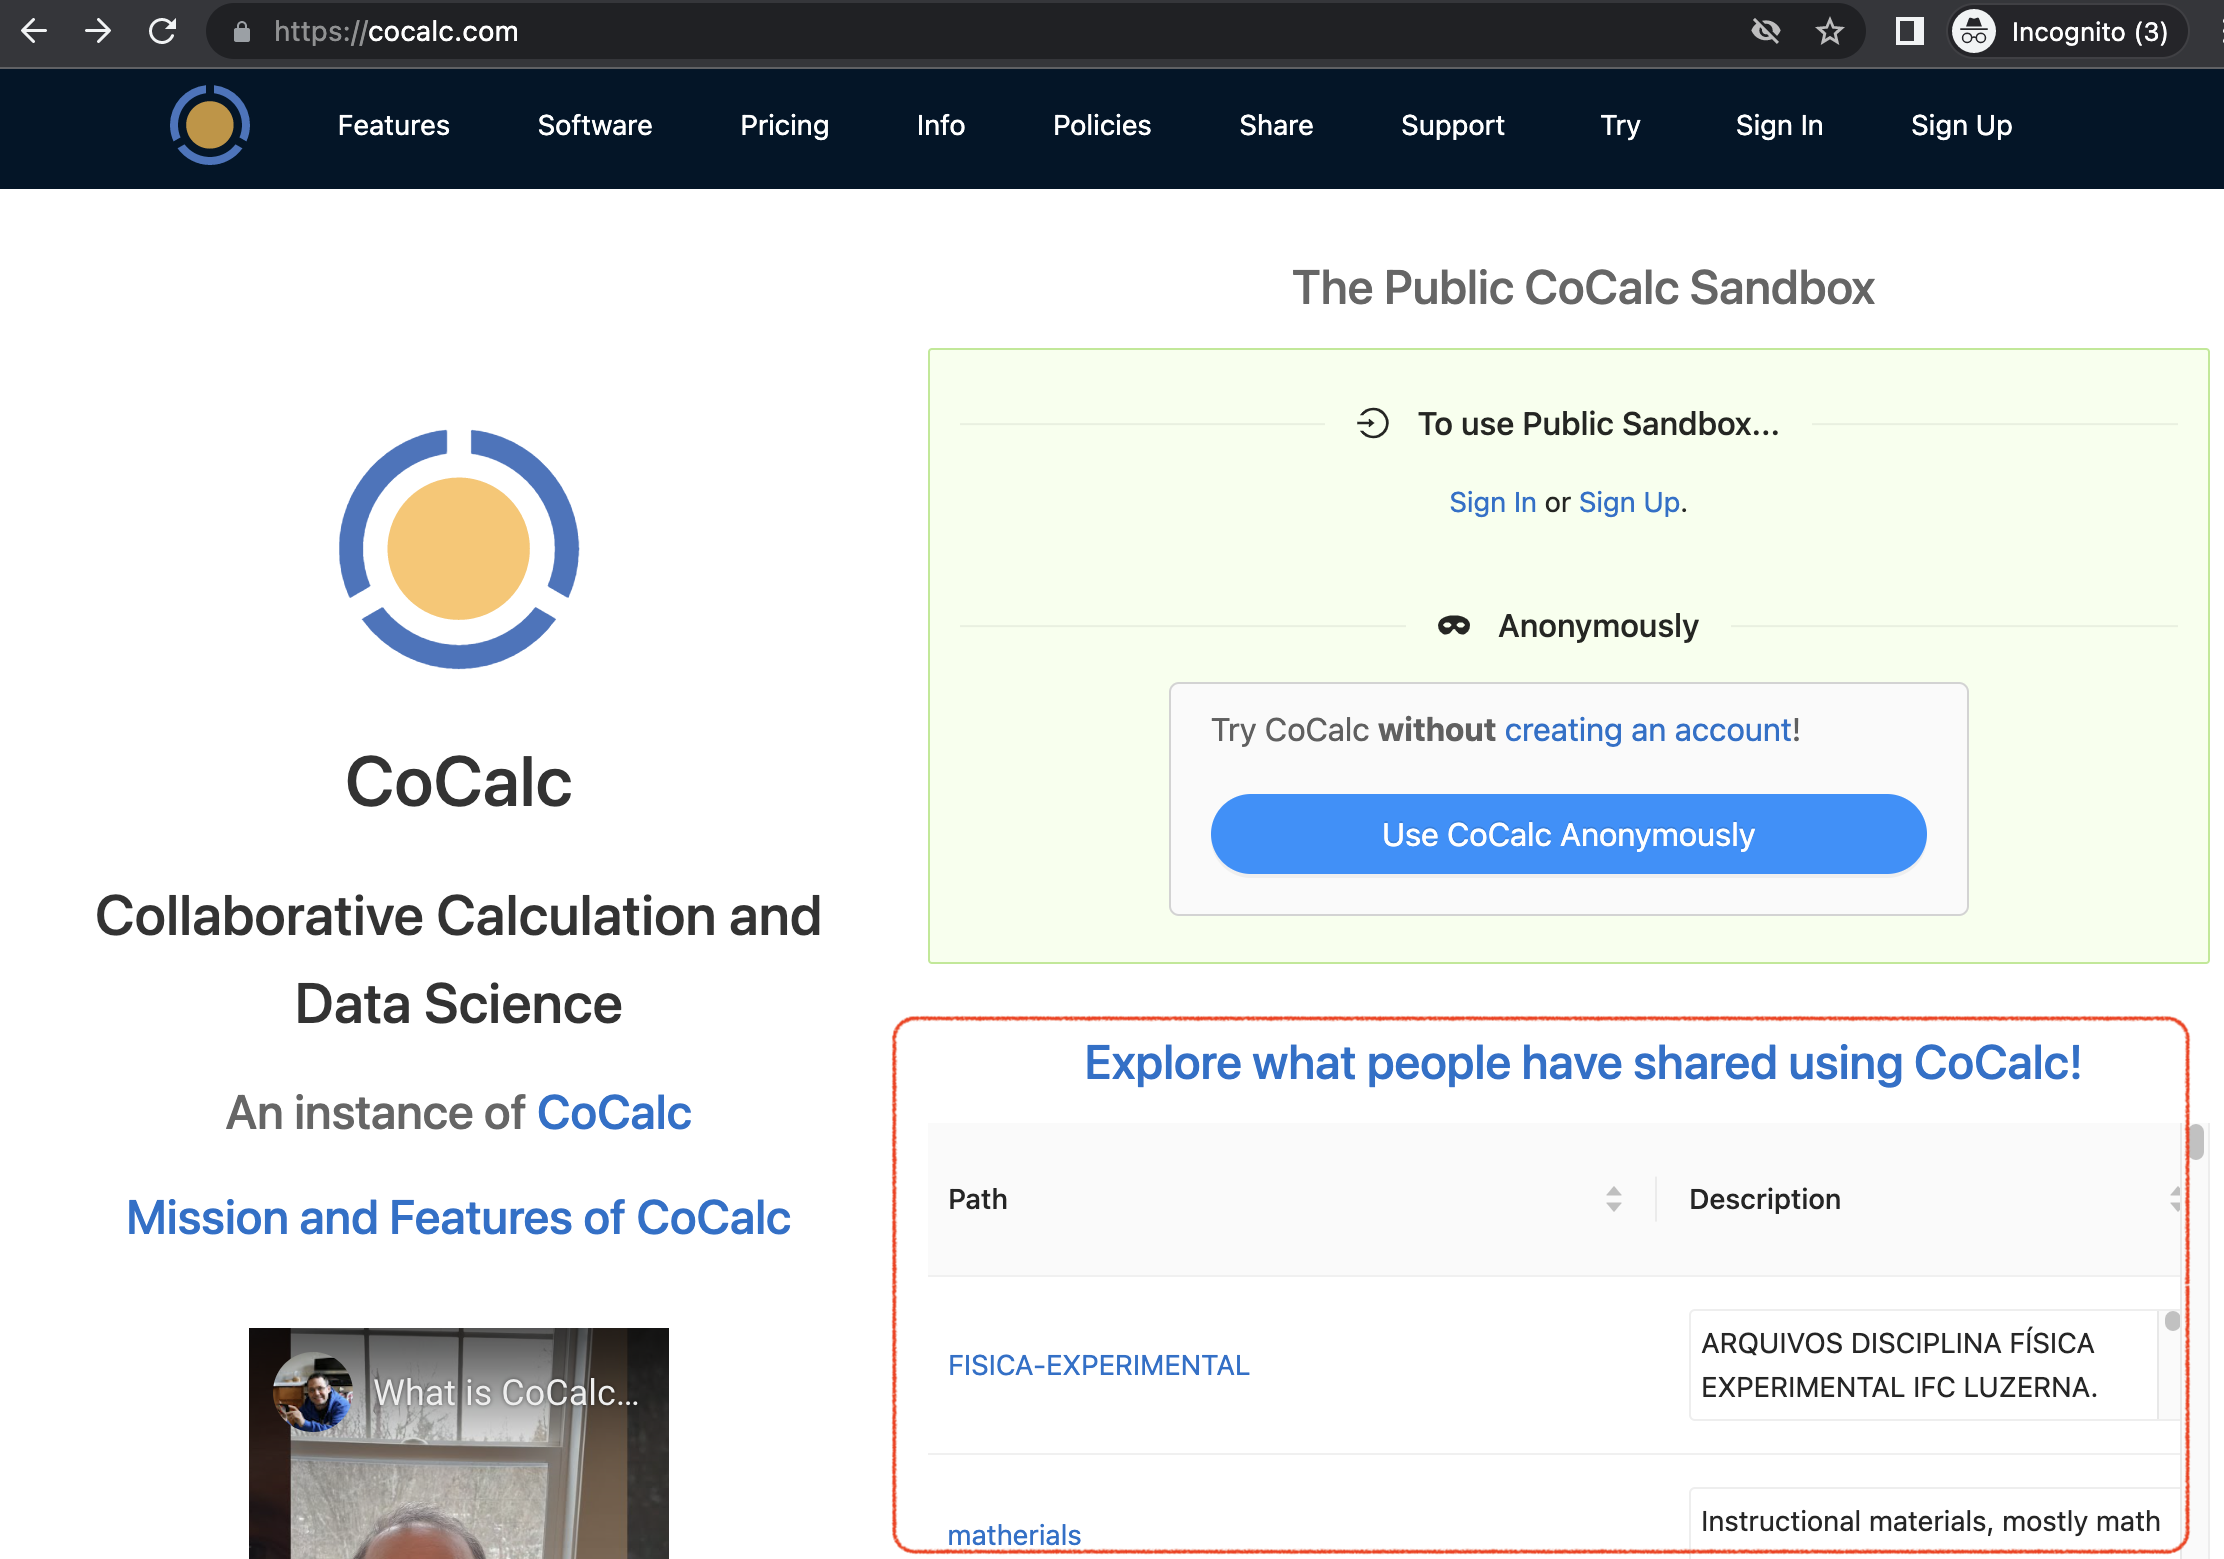 https://cocalc.com
Incognito (3)
Features Software Pricing Info Policies Share Support Try Sign In Sign Up
CoCalc
Collaborative Calculation and
Data Science
An instance of CoCalc
Mission and Features of CoCalc
What is CoCalc...
The Public CoCalc Sandbox
To use Public Sandbox...
Sign In or Sign Up.
Anonymously
Try CoCalc without creating an account!
Use CoCalc Anonymously
Explore what people have shared using CoCalc!
Path Description
FISICA-EXPERIMENTAL
ARQUIVOS DISCIPLINA FÍSICA
EXPERIMENTAL IFC LUZERNA.
matherials
Instructional materials, mostly math